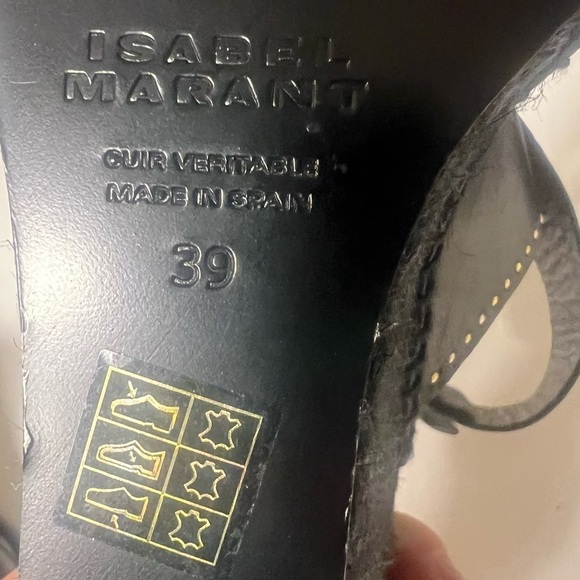 ISABEL
MARANT
CUIR VERITABLE
MADE IN SPAIN
39